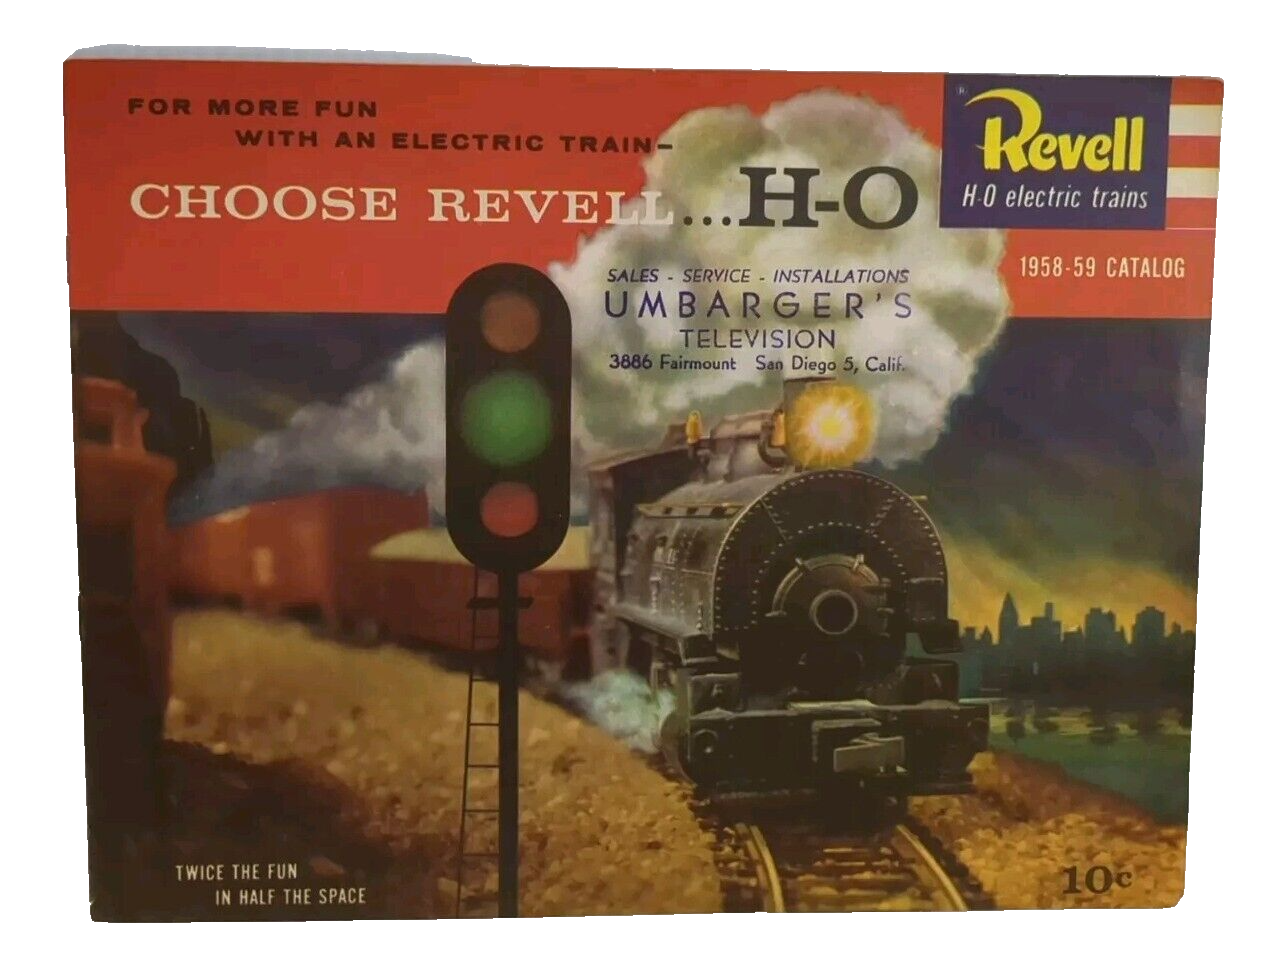 FOR MORE FUN
WITH AN ELECTRIC TRAIN—
CHOOSE REVELL...H-O
® Revell
H-O electric trains
1958-59 CATALOG
SALES - SERVICE - INSTALLATIONS
UMBARGER'S
TELEVISION
3886 Fairmount San Diego 5, Calif.
TWICE THE FUN
IN HALF THE SPACE
10c